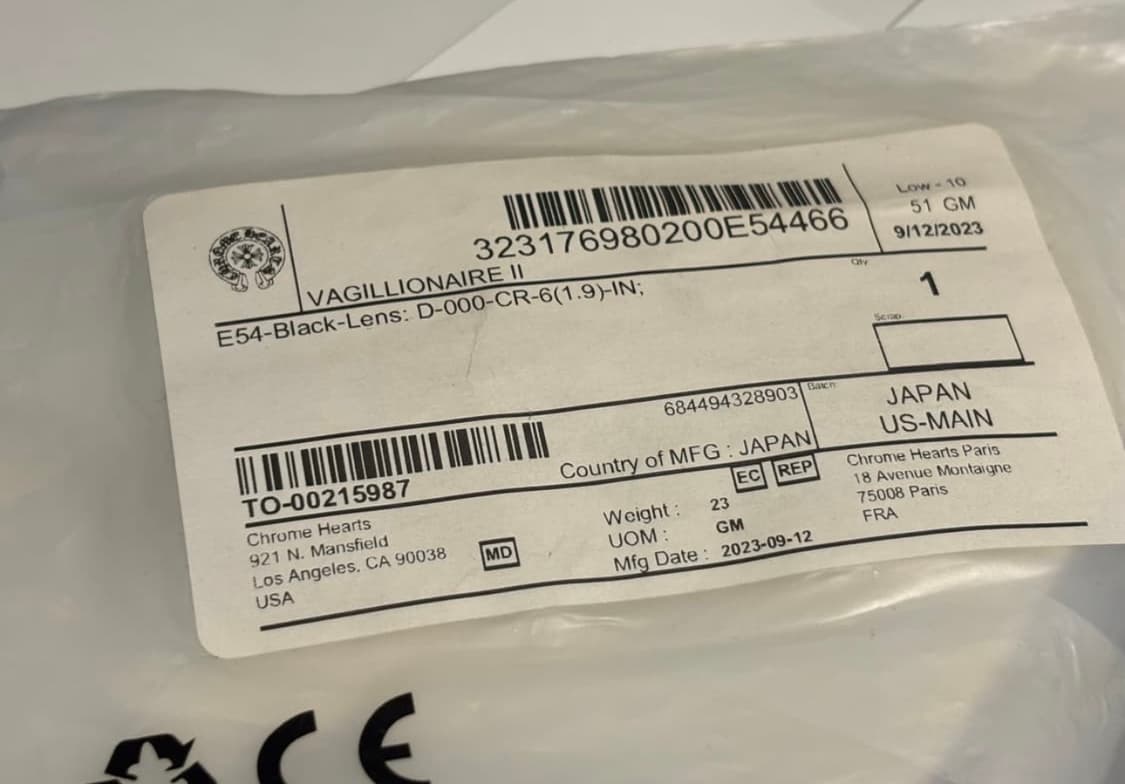 CHROME HEARTS
323176980200E54466
Low - 10
51 GM
9/12/2023
VAGILLIONAIRE II
E54-Black-Lens: D-000-CR-6(1.9)-IN;
Qty
1
Scrap
684494328903
Batch
JAPAN
US-MAIN
TO-00215987
Country of MFG : JAPAN
EC REP
Chrome Hearts
921 N. Mansfield
Los Angeles, CA 90038
USA
MD
Weight : 23
UOM : GM
Mfg Date : 2023-09-12
Chrome Hearts Paris
18 Avenue Montaigne
75008 Paris
FRA
CE